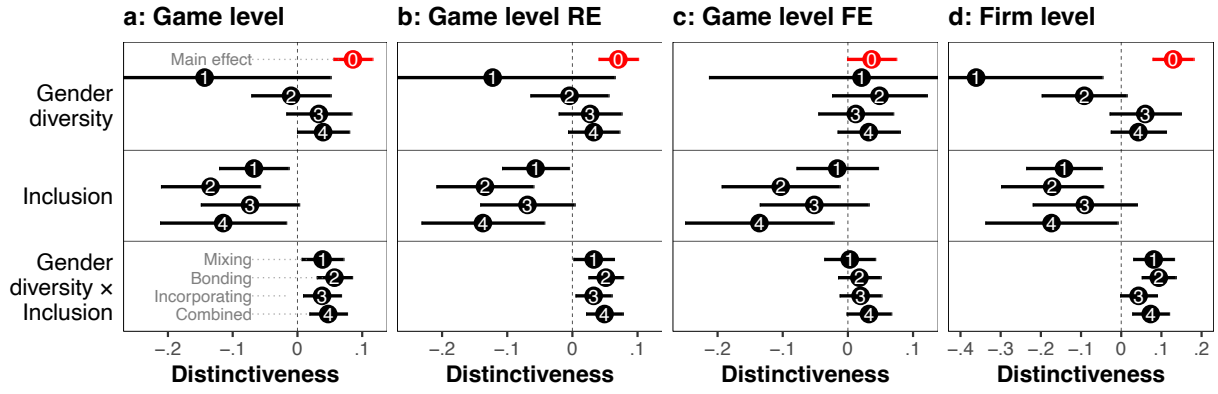 a: Game level
b: Game level RE
c: Game level FE
d: Firm level
Gender
diversity
Main effect
0
1
2
3
4
0
1
2
3
4
0
1
2
3
4
0
1
2
3
4
Inclusion
1
2
3
4
1
2
3
4
1
2
3
4
1
2
3
4
Gender
diversity ×
Inclusion
Mixing
Bonding
Incorporating
Combined
1
2
3
4
1
2
3
4
1
2
3
4
1
2
3
4
−.2 −.1 0 .1
−.2 −.1 0 .1
−.2 −.1 0 .1
−.4 −.3 −.2 −.1 0 .1 .2
Distinctiveness
Distinctiveness
Distinctiveness
Distinctiveness